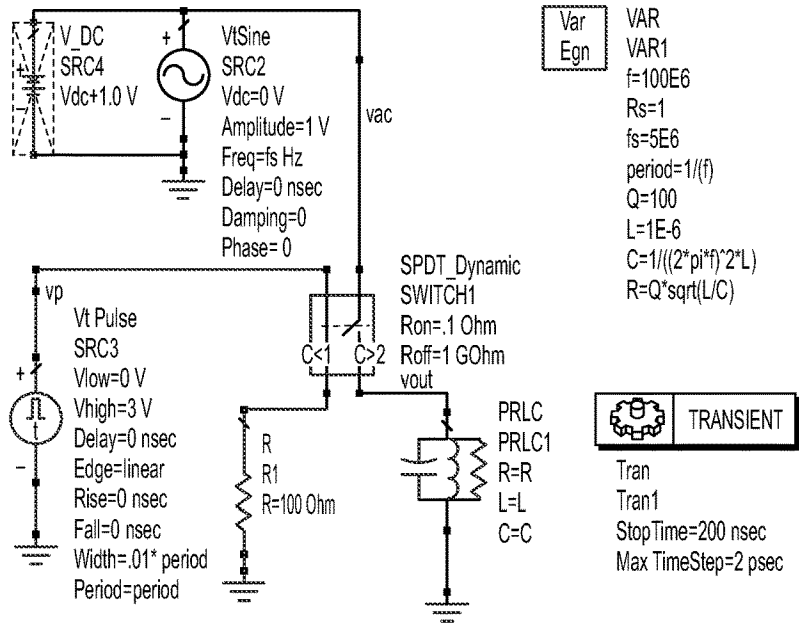 V_DC
SRC4
Vdc+1.0 V
+
−
+
−
VtSine
SRC2
Vdc=0 V
Amplitude=1 V
Freq=fs Hz
Delay=0 nsec
Damping=0
Phase= 0
vac
Var
Egn
VAR
VAR1
f=100E6
Rs=1
fs=5E6
period=1/(f)
Q=100
L=1E-6
C=1/((2*pi*f)^2*L)
R=Q*sqrt(L/C)
vp
Vt Pulse
SRC3
Vlow=0 V
Vhigh=3 V
Delay=0 nsec
Edge=linear
Rise=0 nsec
Fall=0 nsec
Width=.01* period
Period=period
+
t
−
SPDT_Dynamic
SWITCH1
Ron=.1 Ohm
Roff=1 GOhm
C<1 C>2
vout
R
R1
R=100 Ohm
PRLC
PRLC1
R=R
L=L
C=C
TRANSIENT
Tran
Tran1
StopTime=200 nsec
Max TimeStep=2 psec